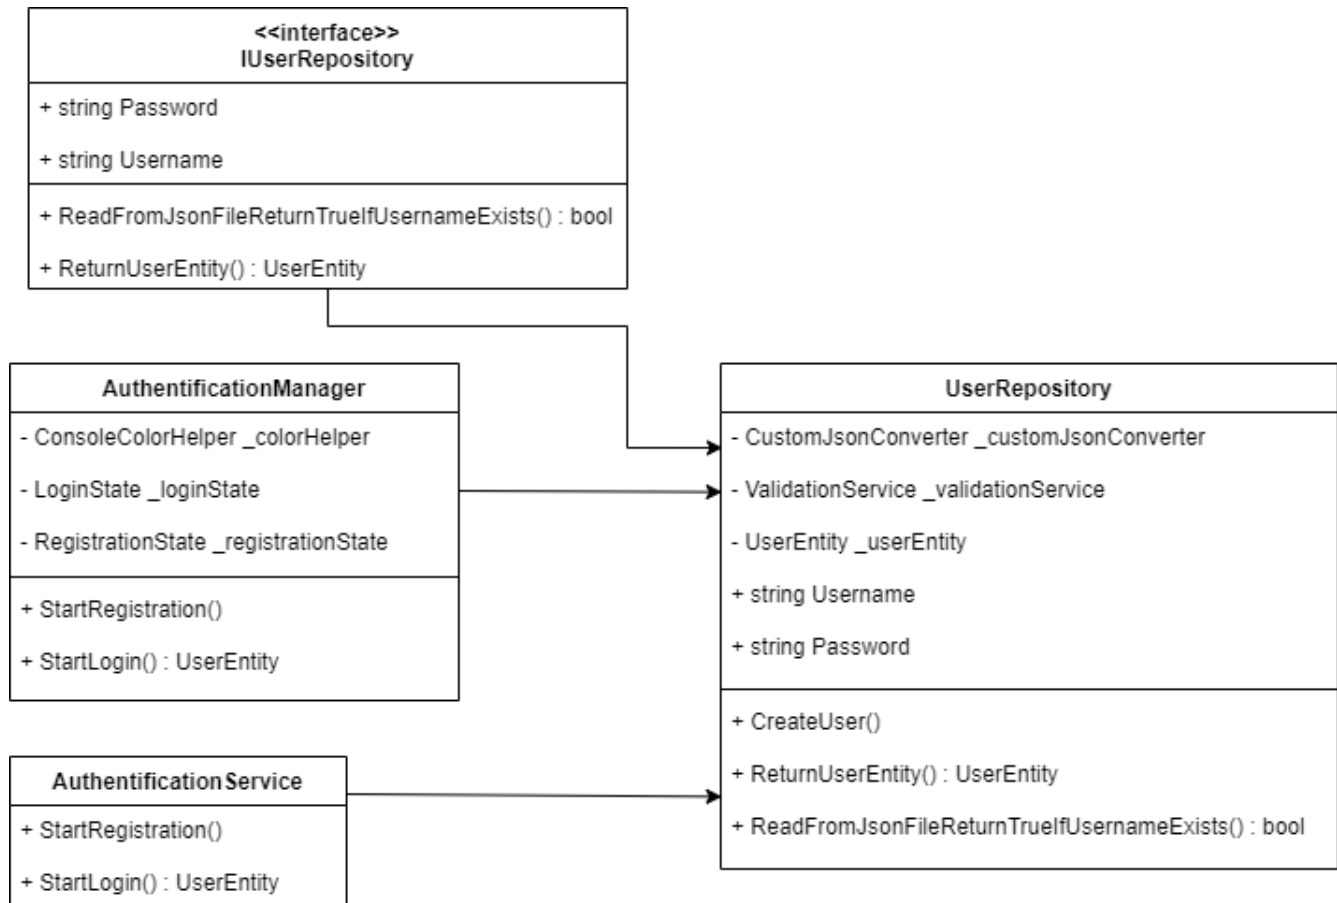 <<interface>>
IUserRepository
+ string Password
+ string Username
+ ReadFromJsonFileReturnTrueIfUsernameExists() : bool
+ ReturnUserEntity() : UserEntity
AuthentificationManager
- ConsoleColorHelper _colorHelper
- LoginState _loginState
- RegistrationState _registrationState
+ StartRegistration()
+ StartLogin() : UserEntity
AuthentificationService
+ StartRegistration()
+ StartLogin() : UserEntity
UserRepository
- CustomJsonConverter _customJsonConverter
- ValidationService _validationService
- UserEntity _userEntity
+ string Username
+ string Password
+ CreateUser()
+ ReturnUserEntity() : UserEntity
+ ReadFromJsonFileReturnTrueIfUsernameExists() : bool